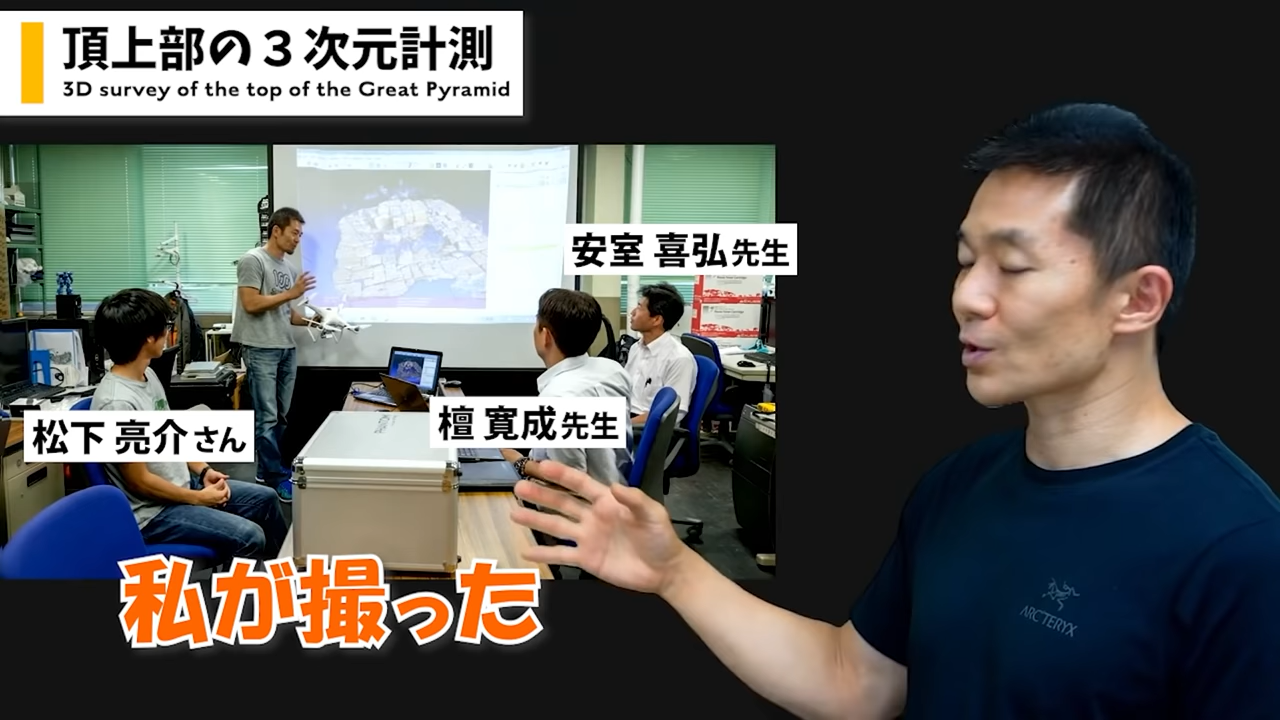 頂上部の3次元計測
3D survey of the top of the Great Pyramid
安室 喜弘先生
檀 寛成先生
松下 亮介さん
私が撮った
ARC'TERYX